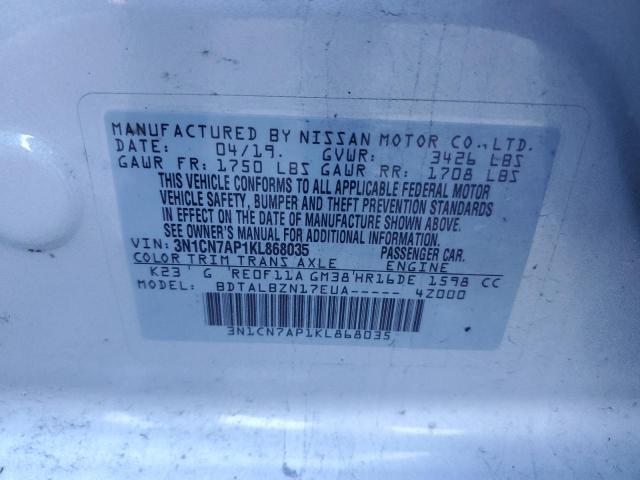 MANUFACTURED BY NISSAN MOTOR CO., LTD.
DATE: 04/19. GVWR: 3426 LBS
GAWR FR: 1750 LBS GAWR RR: 1708 LBS
THIS VEHICLE CONFORMS TO ALL APPLICABLE FEDERAL MOTOR
VEHICLE SAFETY, BUMPER AND THEFT PREVENTION STANDARDS
IN EFFECT ON THE DATE OF MANUFACTURE SHOWN ABOVE.
SEE OWNER'S MANUAL FOR ADDITIONAL INFORMATION.
VIN: 3N1CN7AP1KL868035 PASSENGER CAR.
COLOR TRIM TRANS AXLE ENGINE
K23 G RE0F11A GM38 HR16DE 1598 CC
MODEL: BDTALBZN17EUA----- 4Z000
3N1CN7AP1KL868035